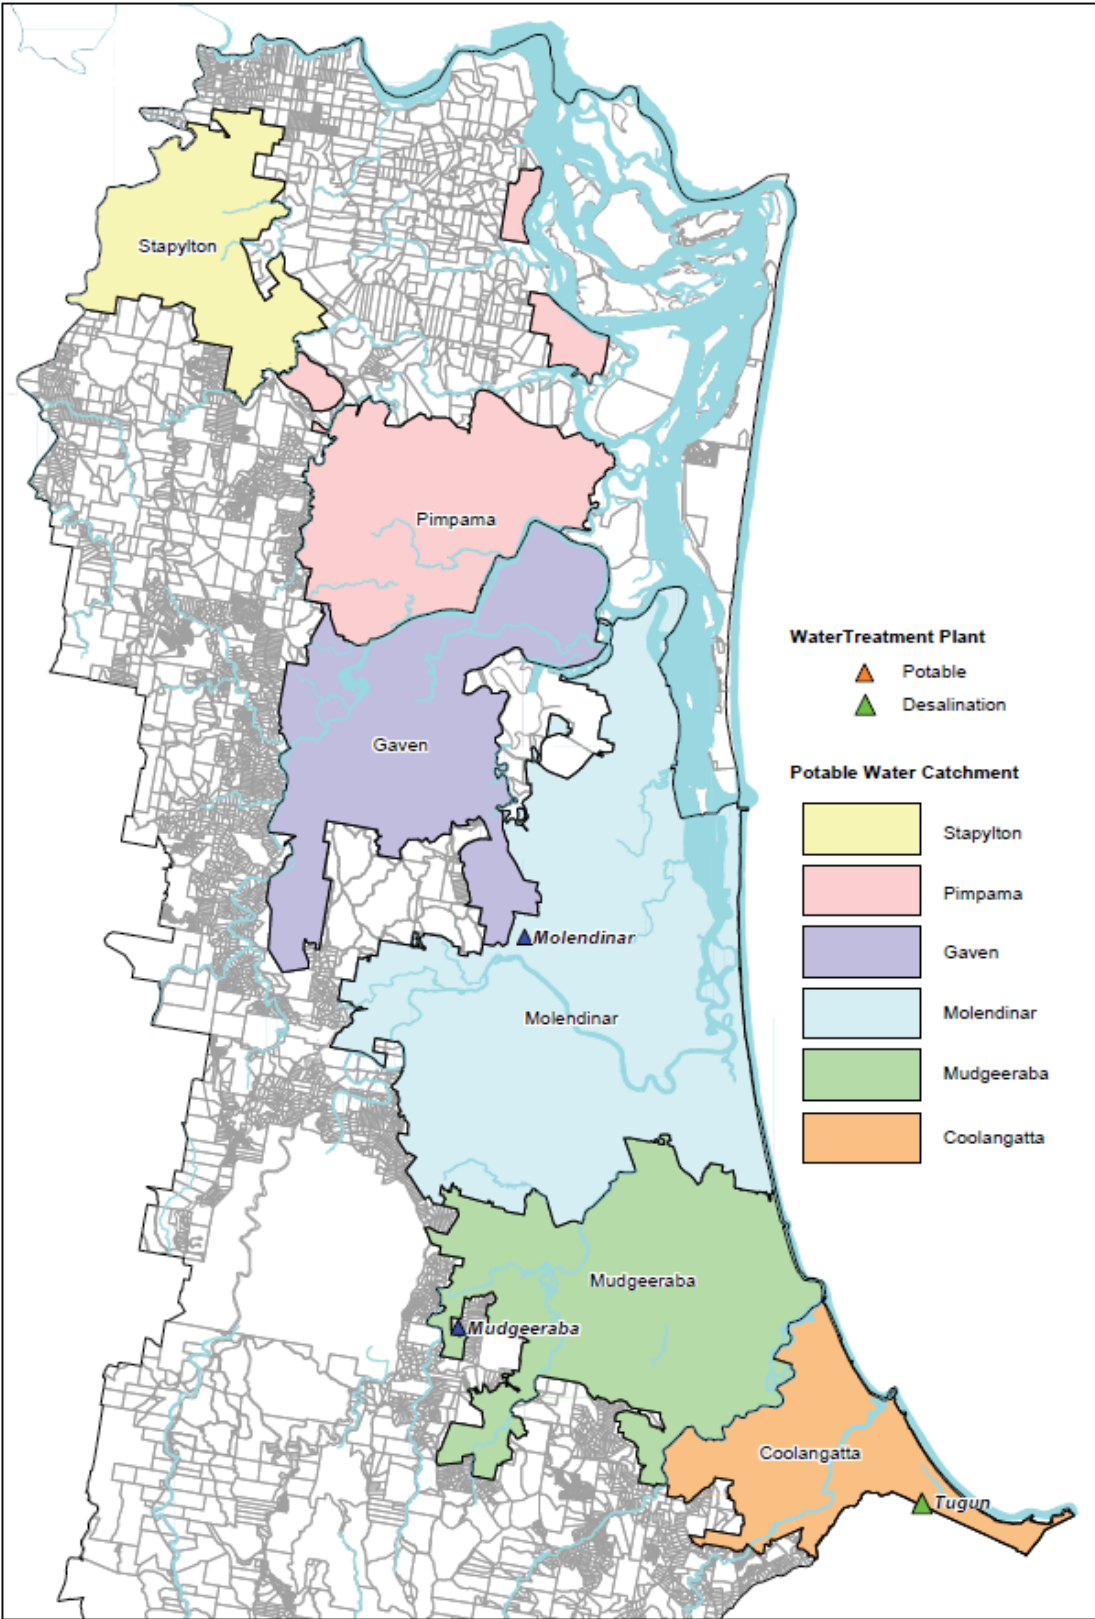 Stapylton
Pimpama
Gaven
Molendinar
Molendinar
Mudgeeraba
Mudgeeraba
Coolangatta
Tugun
WaterTreatment Plant
Potable
Desalination
Potable Water Catchment
Stapylton
Pimpama
Gaven
Molendinar
Mudgeeraba
Coolangatta